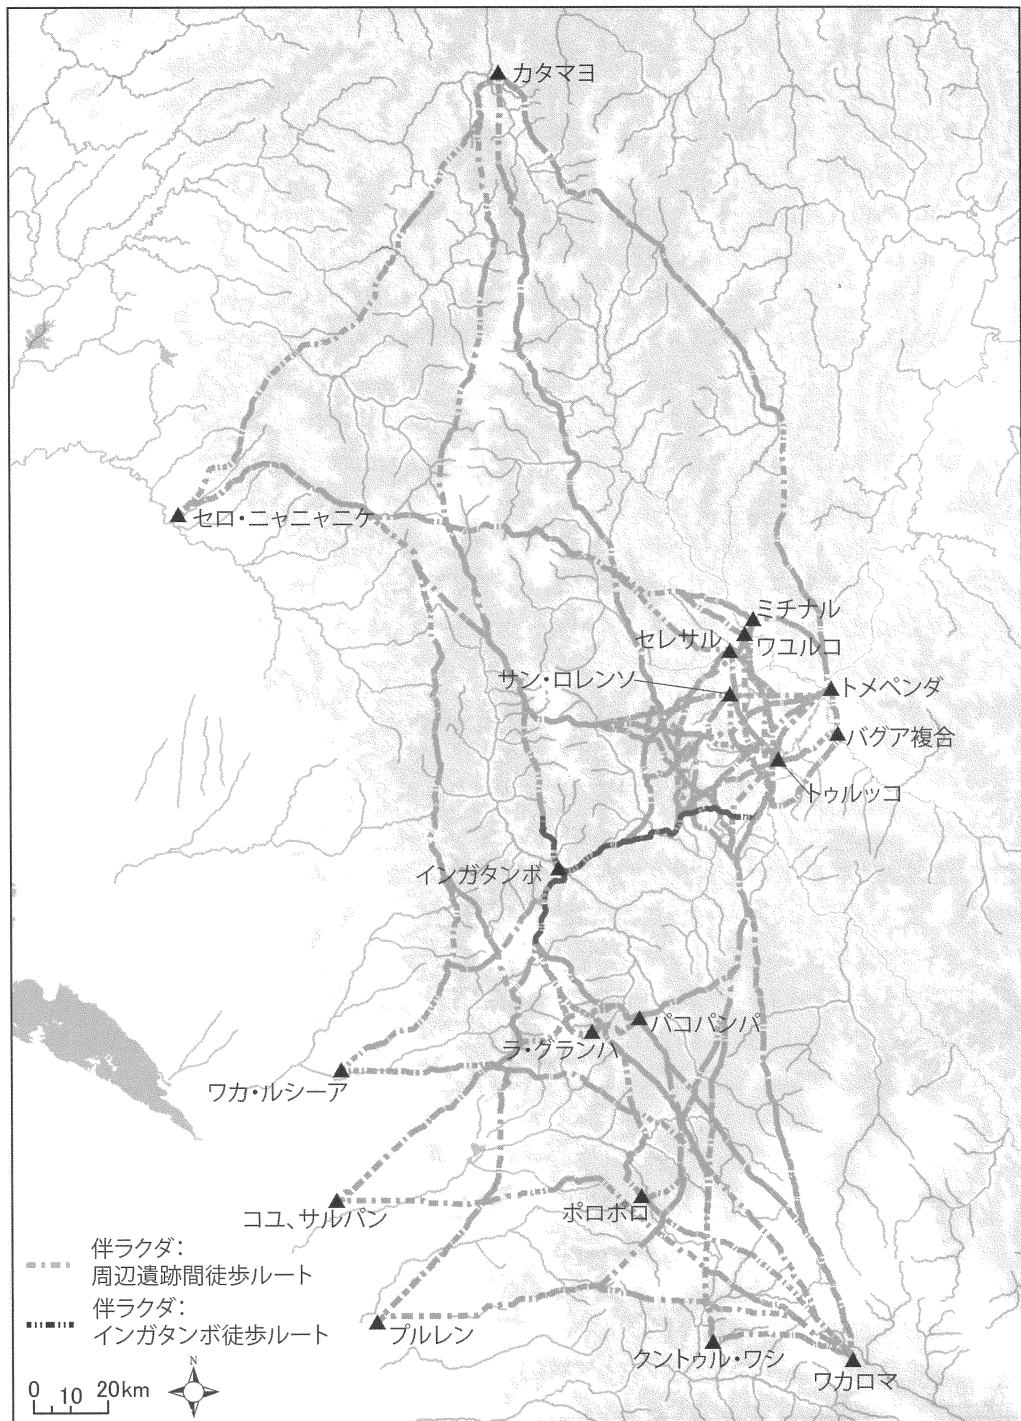 カタマヨ
セロ・ニャニャニケ
ミチナル
セレサル
ワユルコ
サン・ロレンソ
トメペンダ
バグア複合
トゥルッコ
インガタンボ
パコパンパ
ラ・グランハ
ワカ・ルシーア
コユ、サルパン
ポロポロ
伴ラクダ：
周辺遺跡間徒歩ルート
伴ラクダ：
インガタンボ徒歩ルート
プルレン
クントゥル・ワシ
ワカロマ
N
0 10 20km